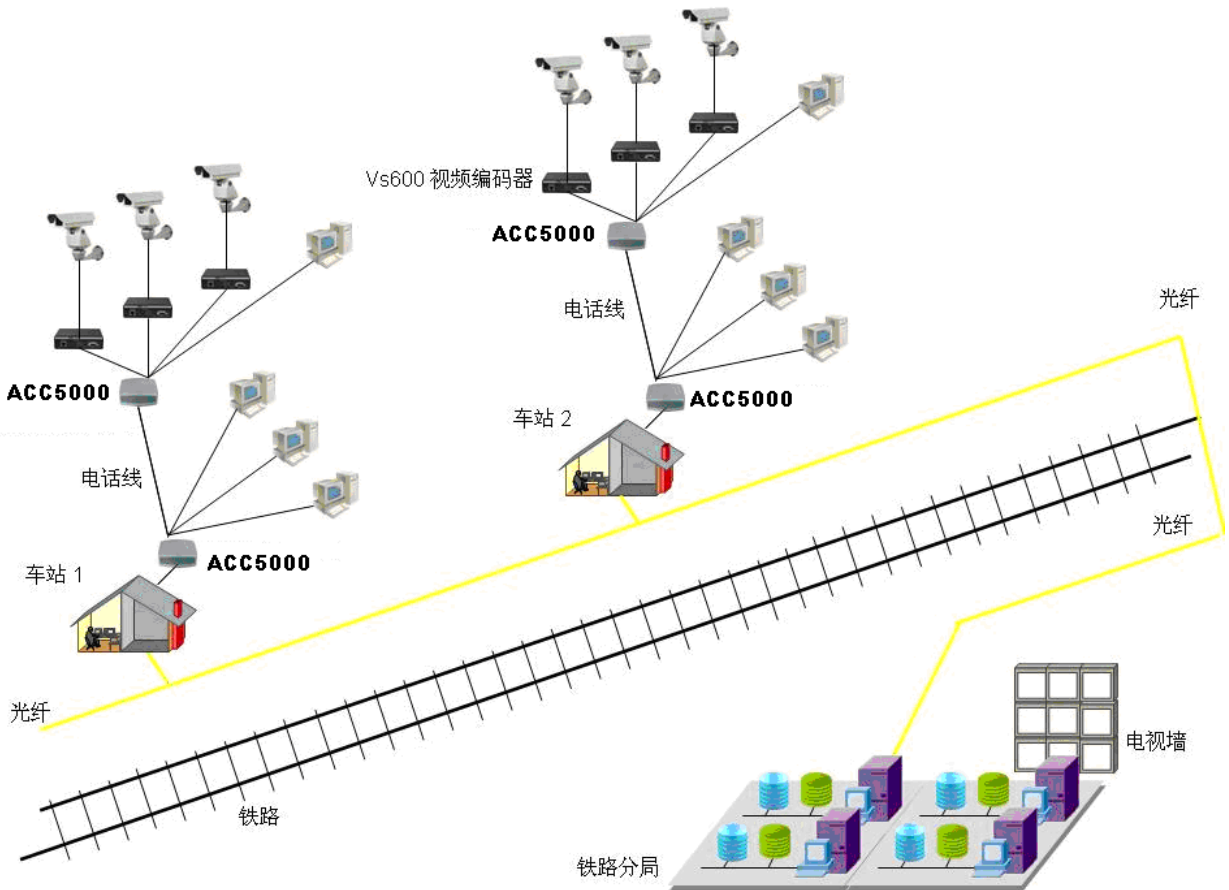 Vs600 视频编码器
ACC5000
电话线
光纤
ACC5000
ACC5000
车站 2
电话线
光纤
ACC5000
车站 1
光纤
电视墙
铁路
铁路分局